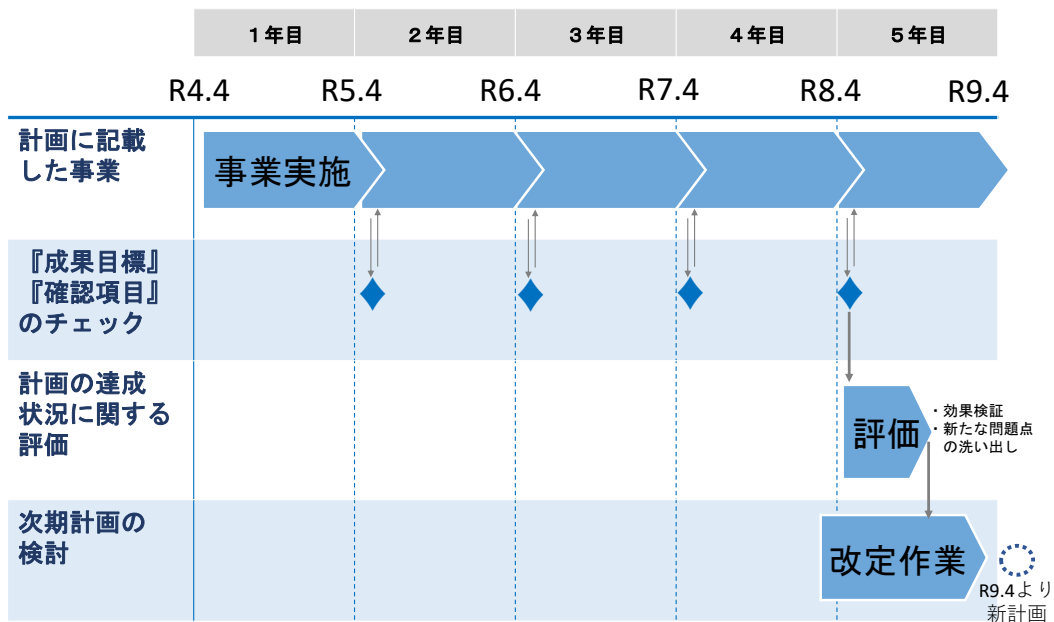 １年目 ２年目 ３年目 ４年目 ５年目
R4.4 R5.4 R6.4 R7.4 R8.4 R9.4
計画に記載
した事業
事業実施
『成果目標』
『確認項目』
のチェック
計画の達成
状況に関する
評価
評価
・効果検証
・新たな問題点
の洗い出し
次期計画の
検討
改定作業
R9.4より
新計画